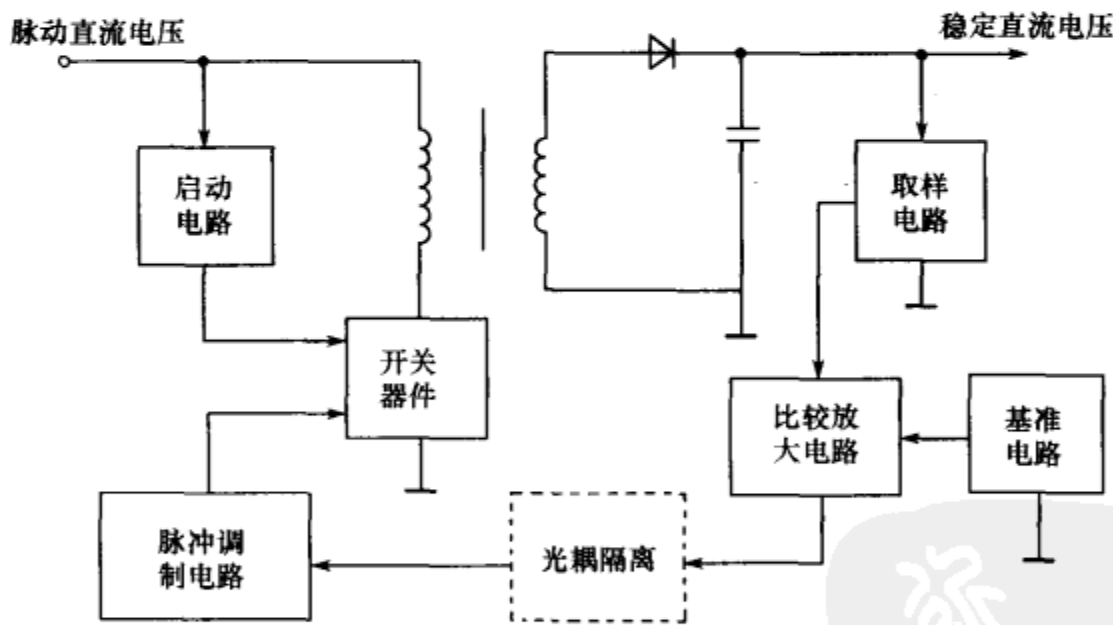 脉动直流电压
稳定直流电压
启动
电路
取样
电路
开关
器件
比较放
大电路
基准
电路
脉冲调
制电路
光耦隔离